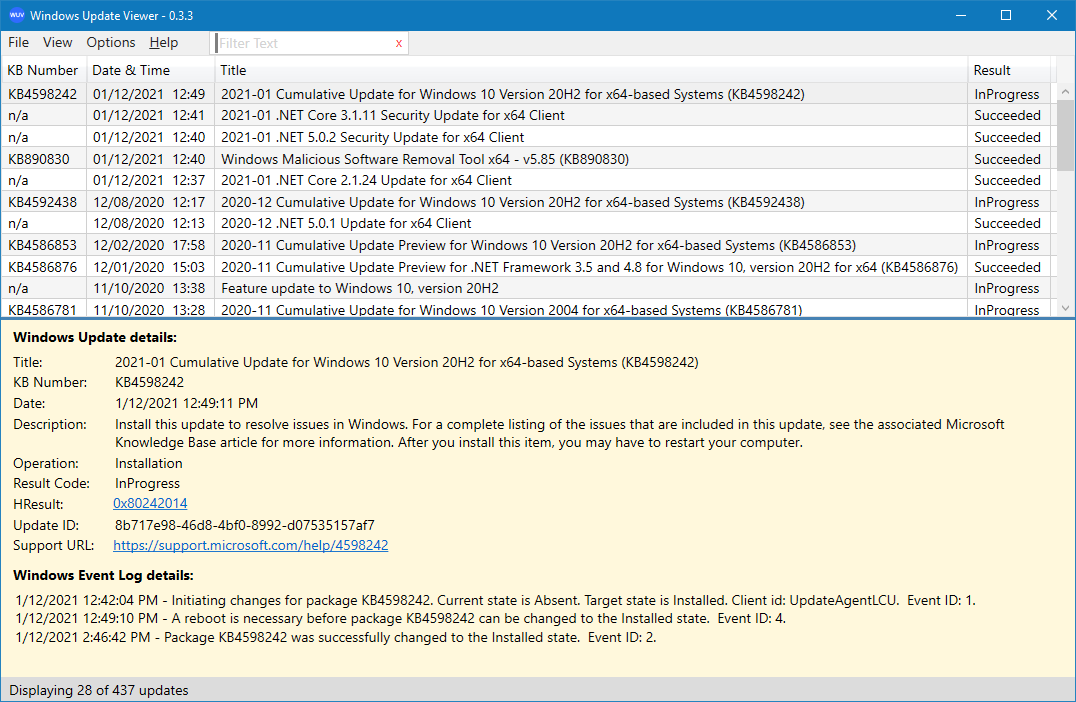 WUV Windows Update Viewer - 0.3.3
File View Options Help Filter Text x
KB Number Date & Time Title Result
KB4598242 01/12/2021 12:49 2021-01 Cumulative Update for Windows 10 Version 20H2 for x64-based Systems (KB4598242) InProgress
n/a 01/12/2021 12:41 2021-01 .NET Core 3.1.11 Security Update for x64 Client Succeeded
n/a 01/12/2021 12:40 2021-01 .NET 5.0.2 Security Update for x64 Client Succeeded
KB890830 01/12/2021 12:40 Windows Malicious Software Removal Tool x64 - v5.85 (KB890830) Succeeded
n/a 01/12/2021 12:37 2021-01 .NET Core 2.1.24 Update for x64 Client Succeeded
KB4592438 12/08/2020 12:17 2020-12 Cumulative Update for Windows 10 Version 20H2 for x64-based Systems (KB4592438) InProgress
n/a 12/08/2020 12:13 2020-12 .NET 5.0.1 Update for x64 Client Succeeded
KB4586853 12/02/2020 17:58 2020-11 Cumulative Update Preview for Windows 10 Version 20H2 for x64-based Systems (KB4586853) InProgress
KB4586876 12/01/2020 15:03 2020-11 Cumulative Update Preview for .NET Framework 3.5 and 4.8 for Windows 10, version 20H2 for x64 (KB4586876) Succeeded
n/a 11/10/2020 13:38 Feature update to Windows 10, version 20H2 InProgress
KB4586781 11/10/2020 13:28 2020-11 Cumulative Update for Windows 10 Version 2004 for x64-based Systems (KB4586781) InProgress
Windows Update details:
Title: 2021-01 Cumulative Update for Windows 10 Version 20H2 for x64-based Systems (KB4598242)
KB Number: KB4598242
Date: 1/12/2021 12:49:11 PM
Description: Install this update to resolve issues in Windows. For a complete listing of the issues that are included in this update, see the associated Microsoft
Knowledge Base article for more information. After you install this item, you may have to restart your computer.
Operation: Installation
Result Code: InProgress
HResult: 0x80242014
Update ID: 8b717e98-46d8-4bf0-8992-d07535157af7
Support URL: https://support.microsoft.com/help/4598242
Windows Event Log details:
1/12/2021 12:42:04 PM - Initiating changes for package KB4598242. Current state is Absent. Target state is Installed. Client id: UpdateAgentLCU. Event ID: 1.
1/12/2021 12:49:10 PM - A reboot is necessary before package KB4598242 can be changed to the Installed state. Event ID: 4.
1/12/2021 2:46:42 PM - Package KB4598242 was successfully changed to the Installed state. Event ID: 2.
Displaying 28 of 437 updates